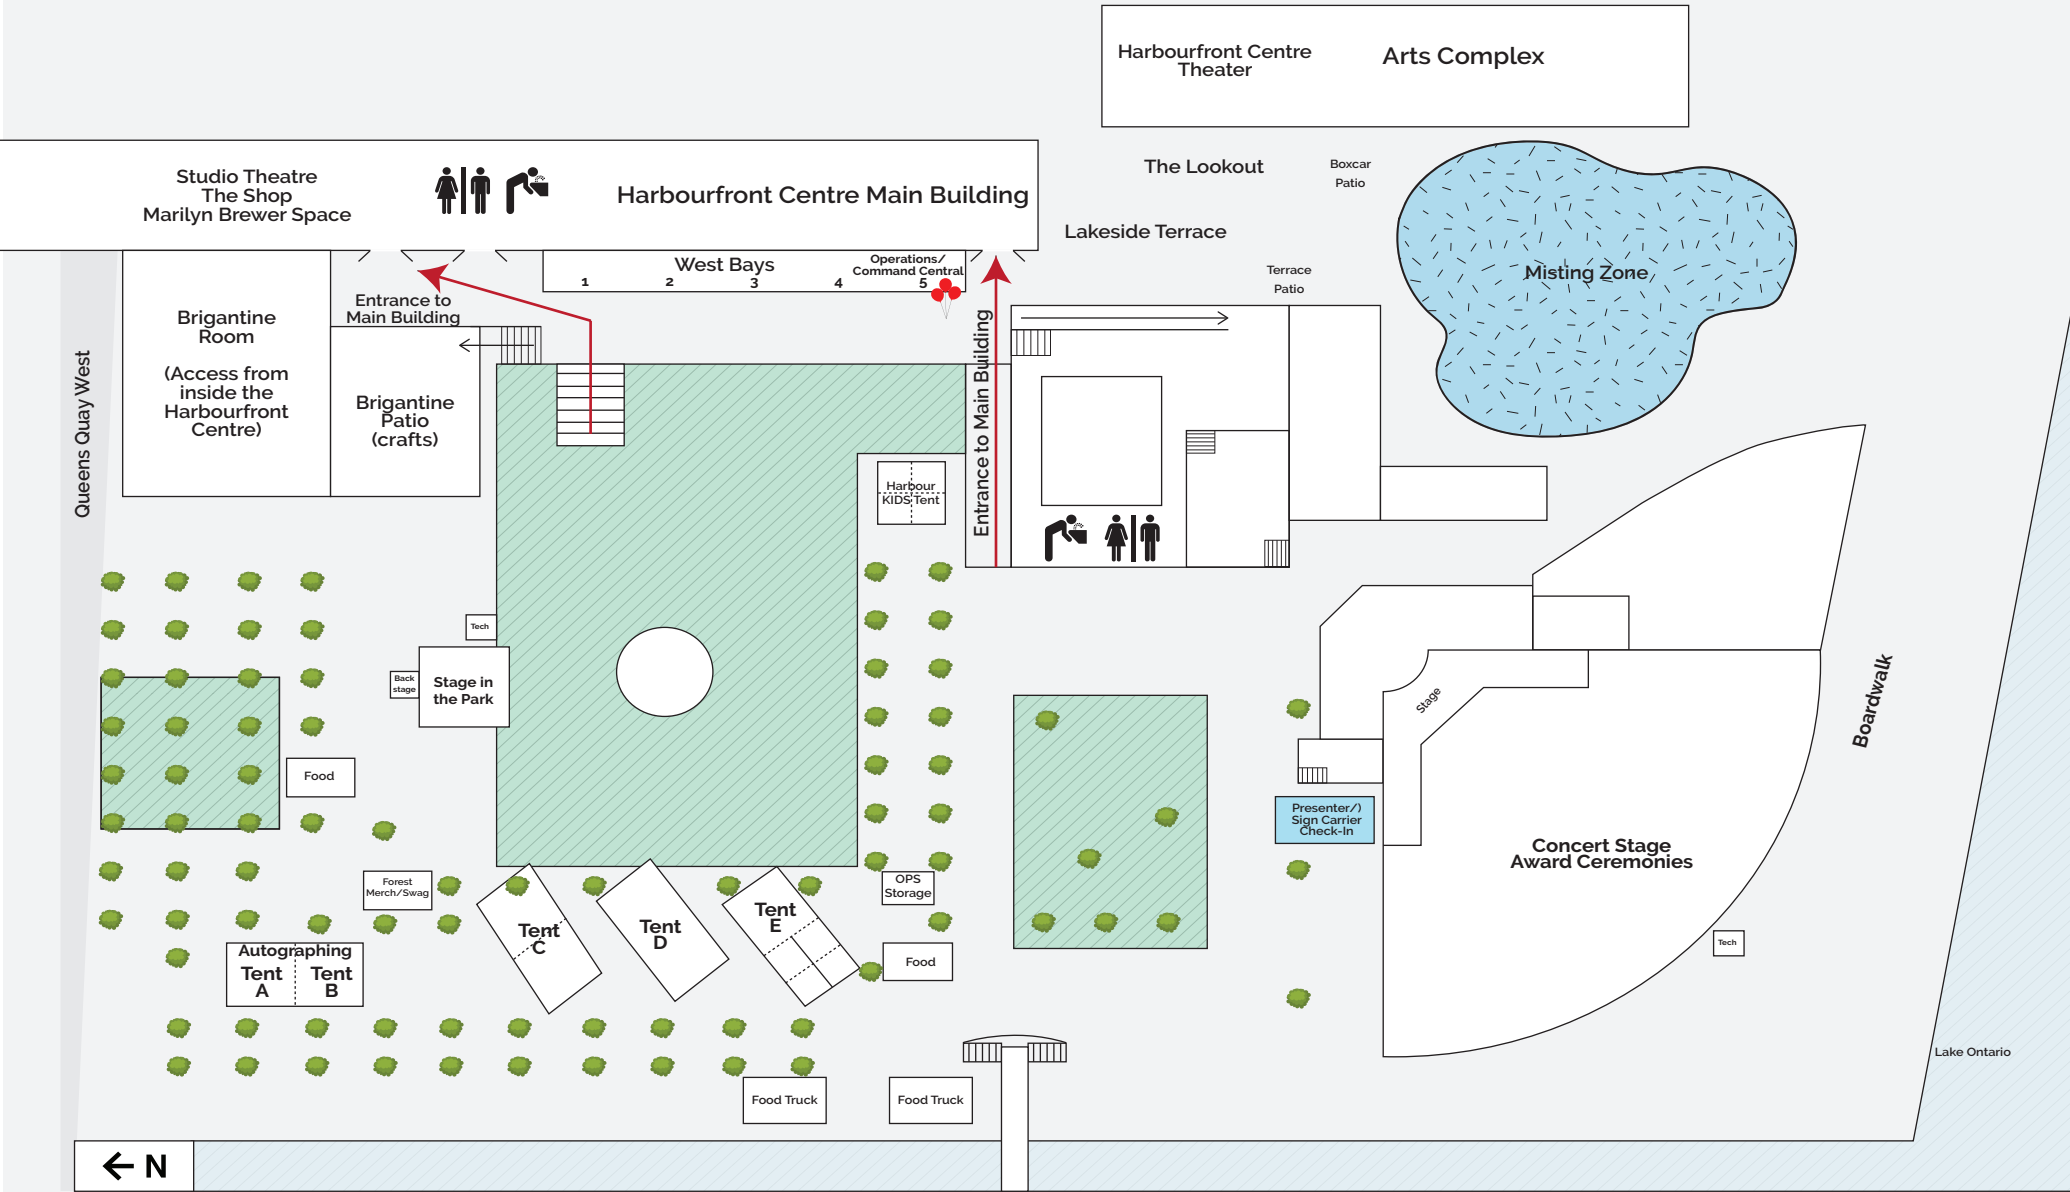 Harbourfront Centre
Theater
Arts Complex
Studio Theatre
The Shop
Marilyn Brewer Space
Harbourfront Centre Main Building
The Lookout
Boxcar
Patio
Lakeside Terrace
Misting Zone
Terrace
Patio
West Bays
Operations/
Command Central
1 2 3 4 5
Entrance to
Main Building
Brigantine
Room
(Access from
inside the
Harbourfront
Centre)
Brigantine
Patio
(crafts)
Queens Quay West
Entrance to Main Building
Harbour
KIDS Tent
Tech
Back
stage
Stage in
the Park
Food
Stage
Boardwalk
Presenter/)
Sign Carrier
Check-In
Concert Stage
Award Ceremonies
Forest
Merch/Swag
OPS
Storage
Tent
C
Tent
D
Tent
E
Autographing
Tent
A
Tent
B
Food
Tech
Lake Ontario
Food Truck
Food Truck
N